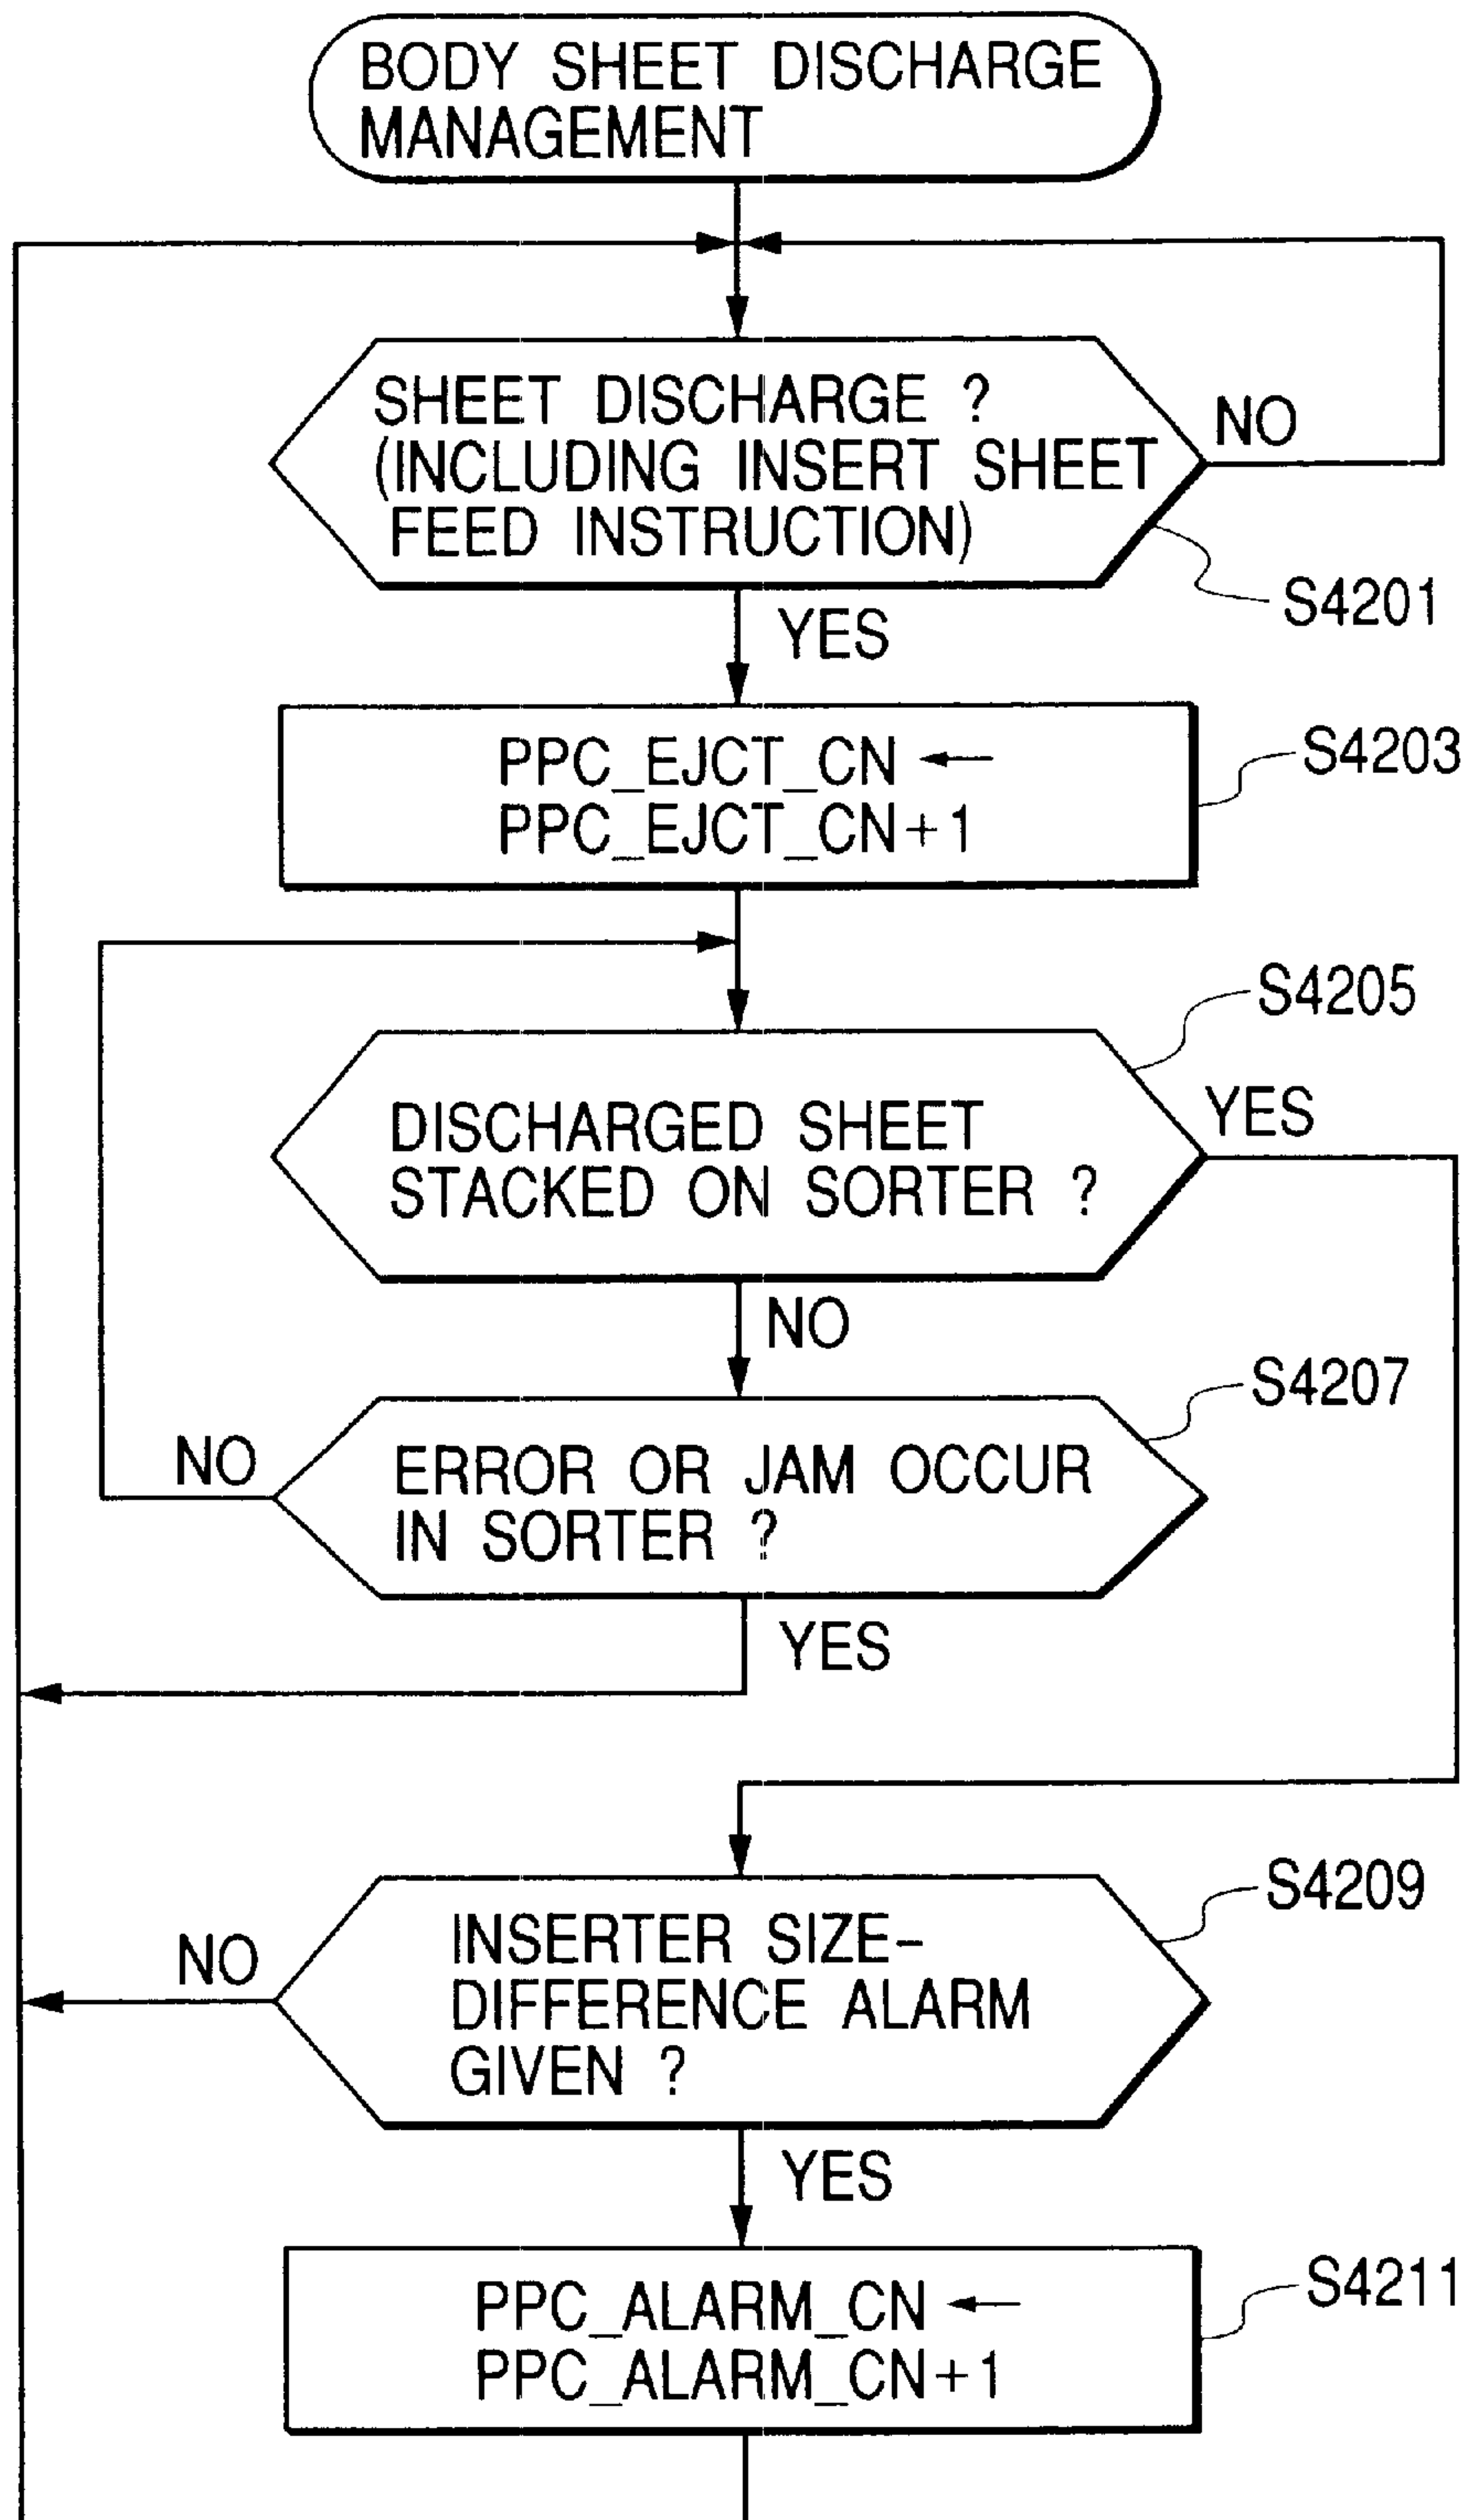 BODY SHEET DISCHARGE
MANAGEMENT
SHEET DISCHARGE ?
(INCLUDING INSERT SHEET
FEED INSTRUCTION)
NO
S4201
YES
PPC_EJCT_CN ←
PPC_EJCT_CN+1
S4203
S4205
DISCHARGED SHEET
STACKED ON SORTER ?
YES
NO
S4207
ERROR OR JAM OCCUR
IN SORTER ?
NO
YES
S4209
INSERTER SIZE-
DIFFERENCE ALARM
GIVEN ?
NO
YES
PPC_ALARM_CN ←
PPC_ALARM_CN+1
S4211